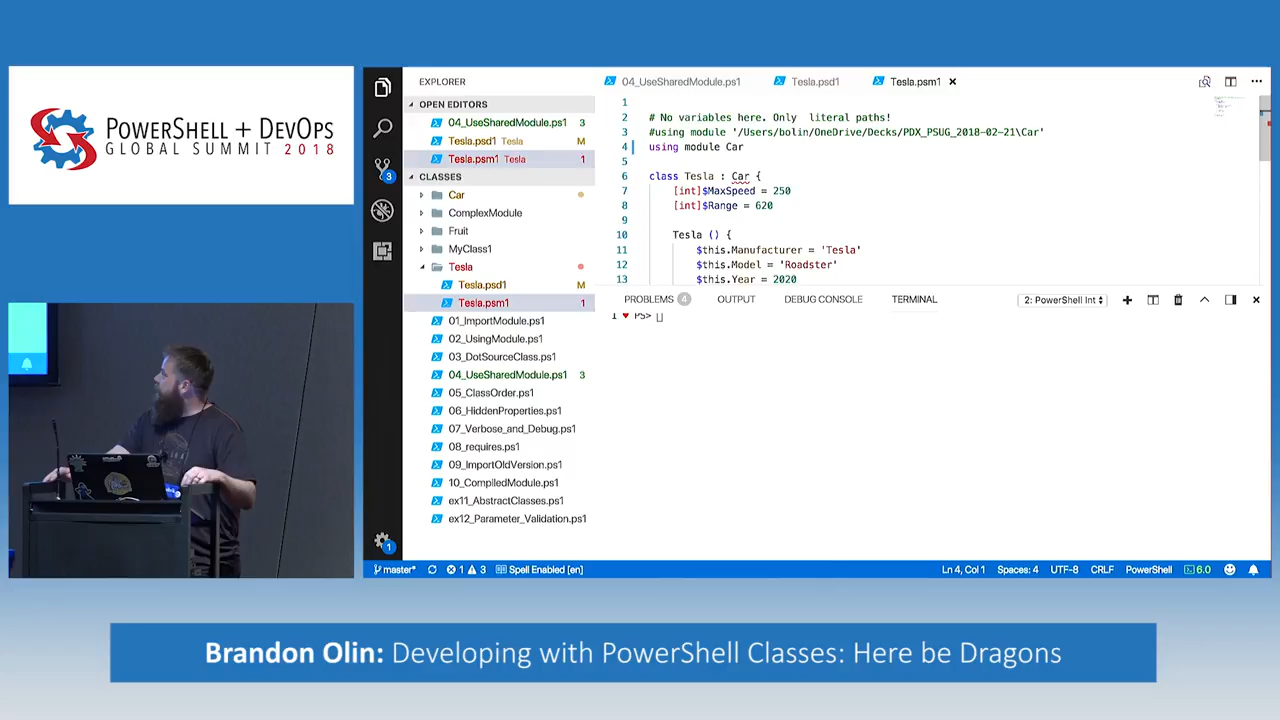 POWERSHELL + DEVOPS
GLOBAL SUMMIT 2018
EXPLORER
OPEN EDITORS
04_UseSharedModule.ps1 3
Tesla.psd1 Tesla M
Tesla.psm1 Tesla 1
CLASSES
Car
ComplexModule
Fruit
MyClass1
Tesla
Tesla.psd1 M
Tesla.psm1 1
01_ImportModule.ps1
02_UsingModule.ps1
03_DotSourceClass.ps1
04_UseSharedModule.ps1 3
05_ClassOrder.ps1
06_HiddenProperties.ps1
07_Verbose_and_Debug.ps1
08_requires.ps1
09_ImportOldVersion.ps1
10_CompiledModule.ps1
ex11_AbstractClasses.ps1
ex12_Parameter_Validation.ps1
3
1
04_UseSharedModule.ps1 Tesla.psd1 Tesla.psm1
1
2 # No variables here. Only literal paths!
3 #using module '/Users/bolin/OneDrive/Decks/PDX_PSUG_2018-02-21\Car'
4 using module Car
5
6 class Tesla : Car {
7 [int]$MaxSpeed = 250
8 [int]$Range = 620
9
10 Tesla () {
11 $this.Manufacturer = 'Tesla'
12 $this.Model = 'Roadster'
13 $this.Year = 2020
PROBLEMS 4 OUTPUT DEBUG CONSOLE TERMINAL 2: PowerShell Int
1 ♥ PS>
master* 1 3 Spell Enabled [en] Ln 4, Col 1 Spaces: 4 UTF-8 CRLF PowerShell 6.0
Brandon Olin: Developing with PowerShell Classes: Here be Dragons